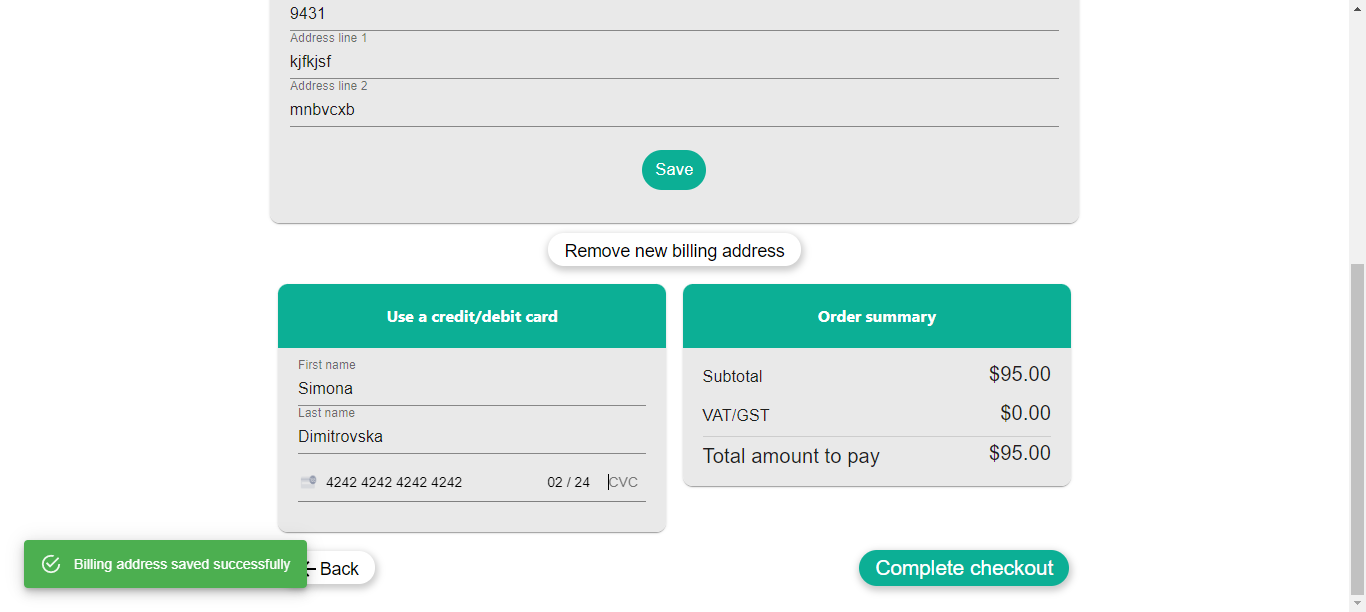 9431
Address line 1
kjfkjsf
Address line 2
mnbvcxb
Save
Remove new billing address
Use a credit/debit card
First name
Simona
Last name
Dimitrovska
4242 4242 4242 4242 02 / 24 CVC
Order summary
Subtotal $95.00
VAT/GST $0.00
Total amount to pay $95.00
Billing address saved successfully
Back
Complete checkout